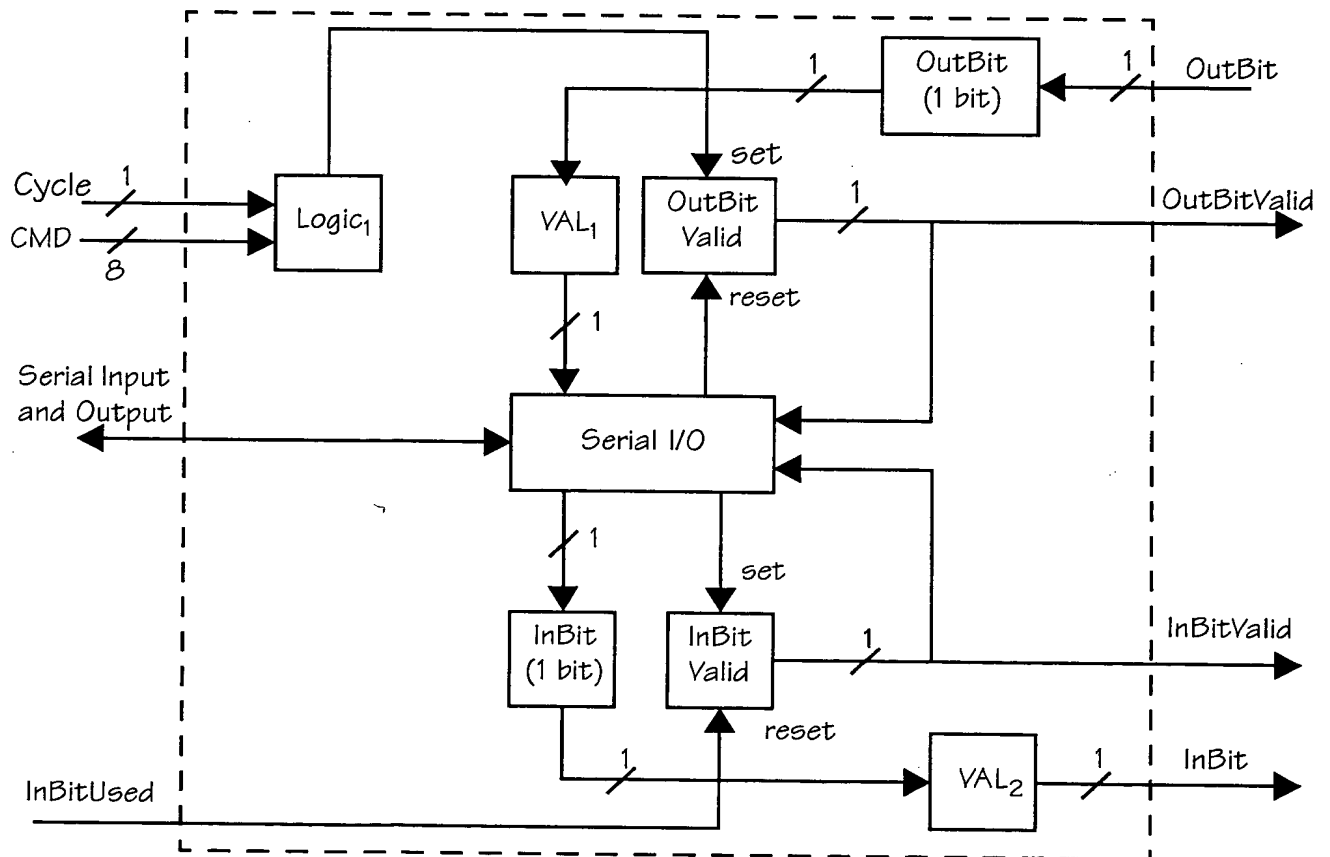 1
OutBit
(1 bit)
1
OutBit
set
Cycle
1
Logic₁
VAL₁
OutBit
Valid
1
OutBitValid
CMD
8
reset
1
Serial Input
and Output
Serial I/O
1
set
InBit
(1 bit)
InBit
Valid
1
InBitValid
reset
1
VAL₂
1
InBit
InBitUsed